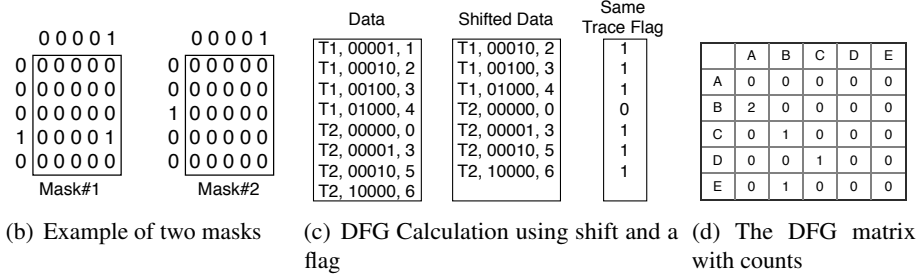 0 0 0 0 1
0 0 0 0 0 0
0 0 0 0 0 0
0 0 0 0 0 0
1 0 0 0 0 1
0 0 0 0 0 0
Mask#1
0 0 0 0 1
0 0 0 0 0 0
0 0 0 0 0 0
1 0 0 0 0 0
0 0 0 0 0 0
0 0 0 0 0 0
Mask#2
(b) Example of two masks
Data
T1, 00001, 1
T1, 00010, 2
T1, 00100, 3
T1, 01000, 4
T2, 00000, 0
T2, 00001, 3
T2, 00010, 5
T2, 10000, 6
Shifted Data
T1, 00010, 2
T1, 00100, 3
T1, 01000, 4
T2, 00000, 0
T2, 00001, 3
T2, 00010, 5
T2, 10000, 6
Same
Trace Flag
1
1
1
0
1
1
1
(c) DFG Calculation using shift and a
flag
A B C D E
A 0 0 0 0 0
B 2 0 0 0 0
C 0 1 0 0 0
D 0 0 1 0 0
E 0 1 0 0 0
(d) The DFG matrix
with counts